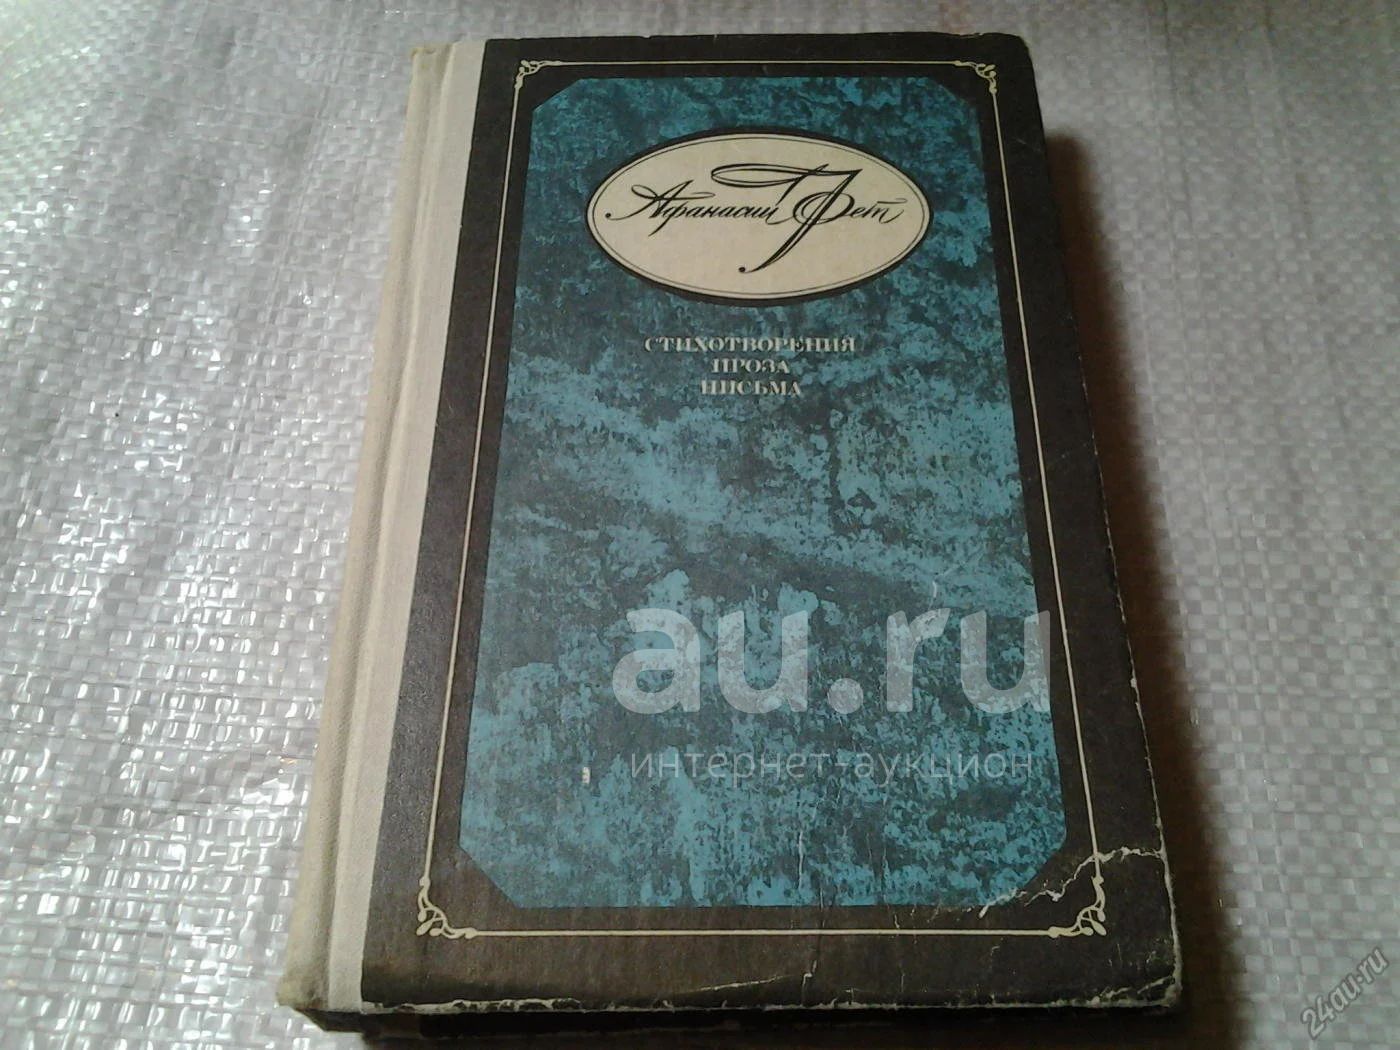 Афанасий Фет
СТИХОТВОРЕНИЯ
ПРОЗА
ПИСЬМА
au.ru
интернет-аукцион
24au.ru